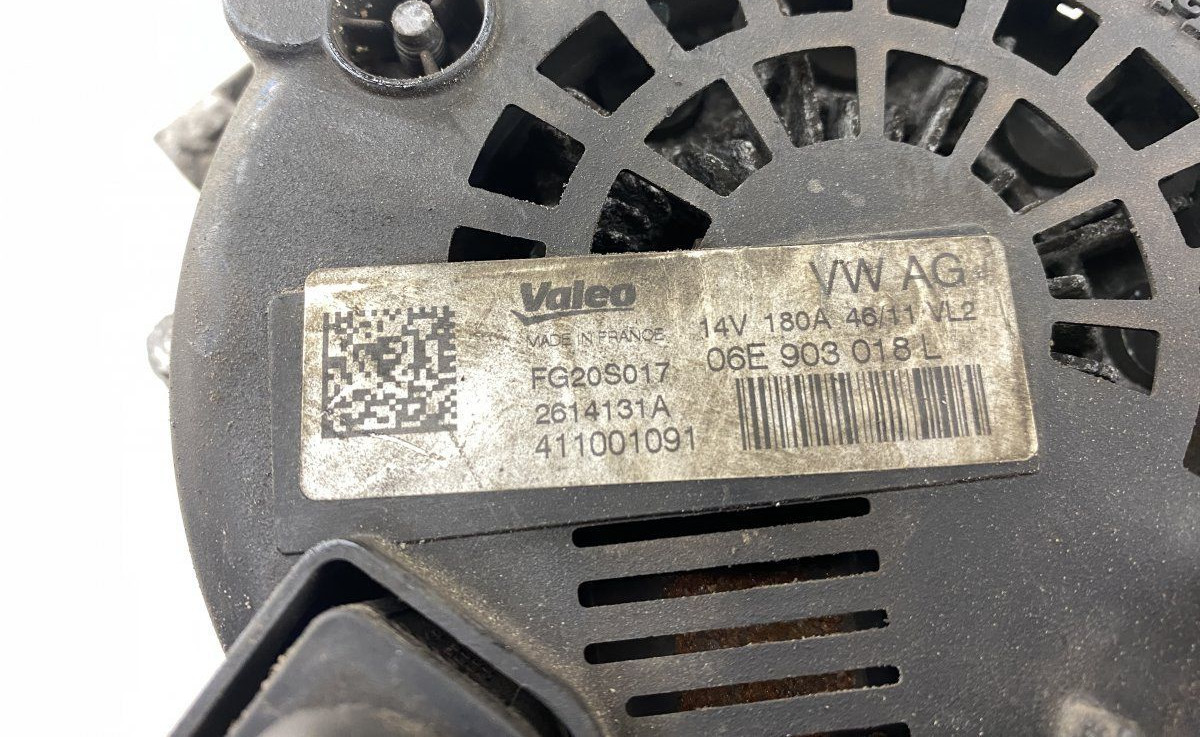 Valeo
MADE IN FRANCE
FG20S017
2614131A
411001091
VW AG
14V 180A 46/11 VL2
06E 903 018 L